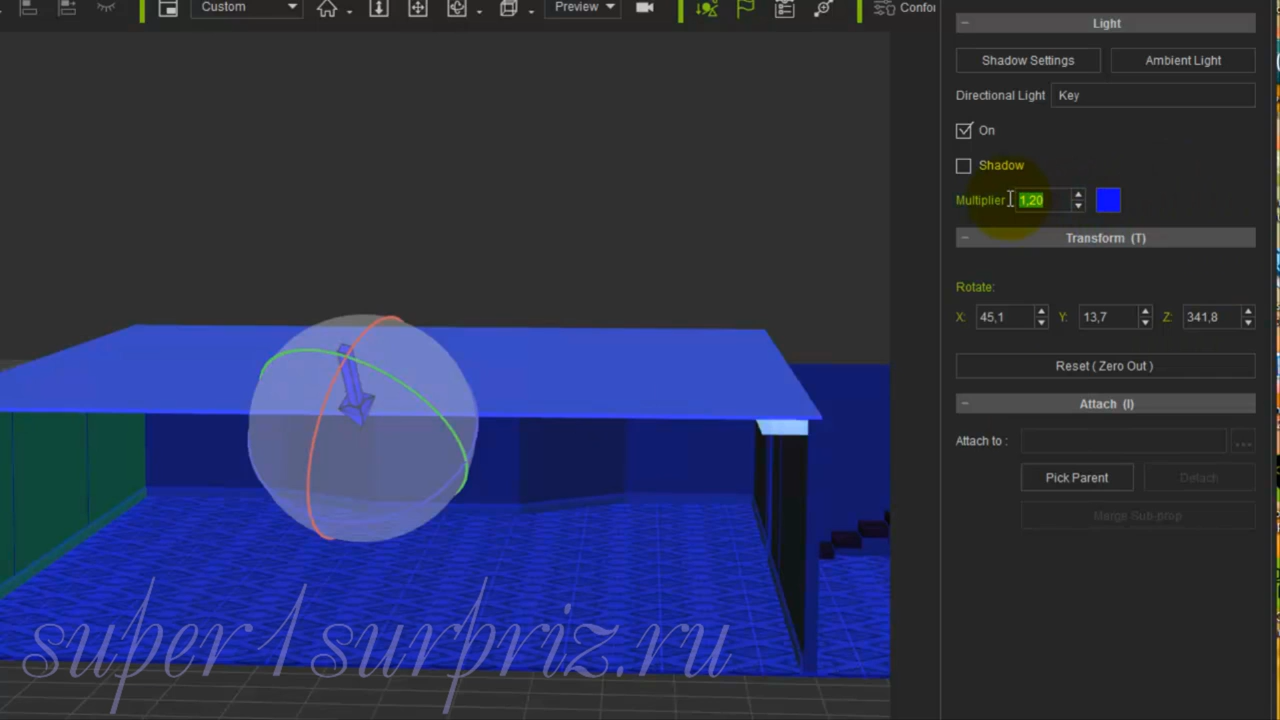 Custom
Preview
Confor
Light
Shadow Settings
Ambient Light
Directional Light Key
On
Shadow
Multiplier 1,20
Transform (T)
Rotate:
X: 45,1 Y: 13,7 Z: 341,8
Reset ( Zero Out )
Attach (I)
Attach to : ...
Pick Parent
Detach
Merge Sub-prop
super1surpriz.ru